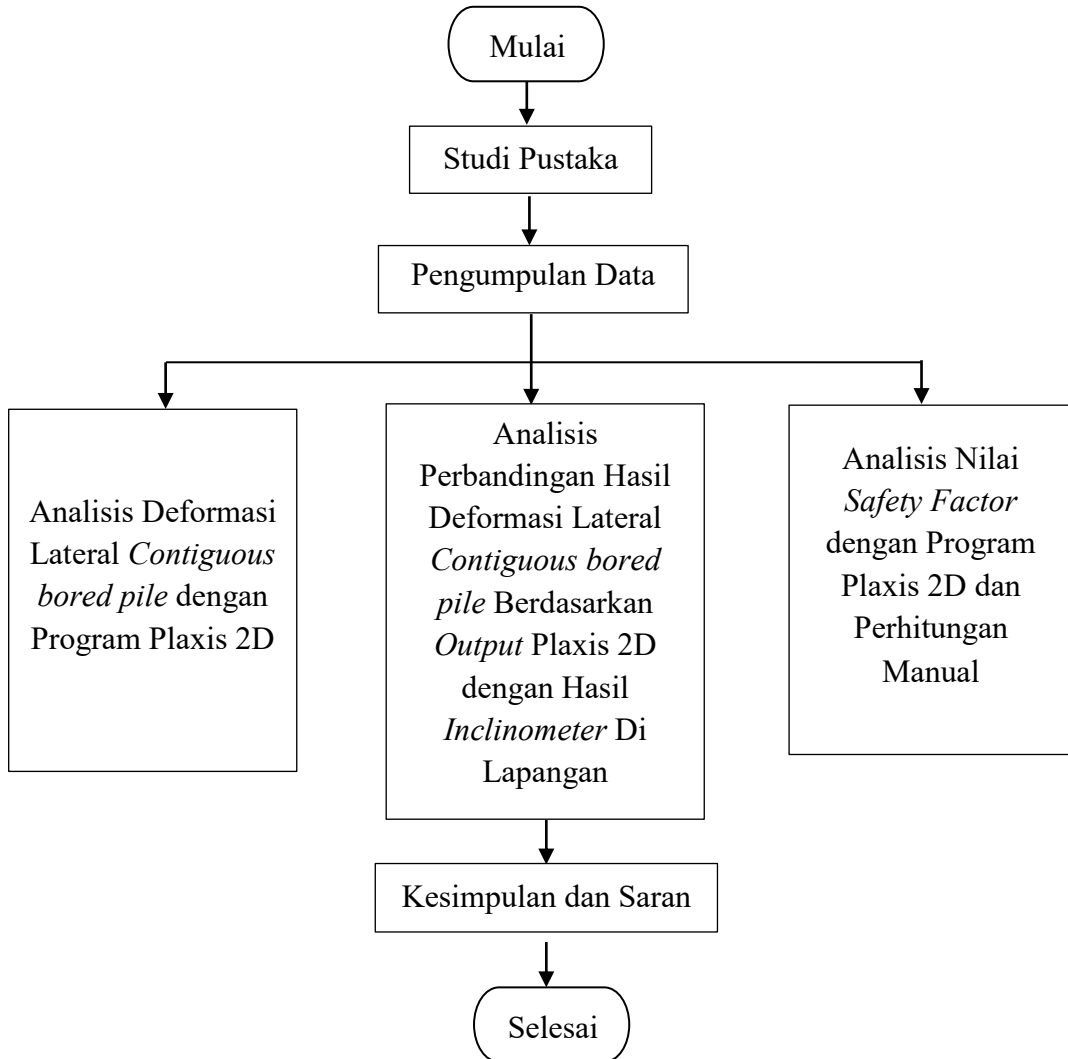 Mulai
Studi Pustaka
Pengumpulan Data
Analisis Deformasi
Lateral Contiguous
bored pile dengan
Program Plaxis 2D
Analisis
Perbandingan Hasil
Deformasi Lateral
Contiguous bored
pile Berdasarkan
Output Plaxis 2D
dengan Hasil
Inclinometer Di
Lapangan
Analisis Nilai
Safety Factor
dengan Program
Plaxis 2D dan
Perhitungan
Manual
Kesimpulan dan Saran
Selesai